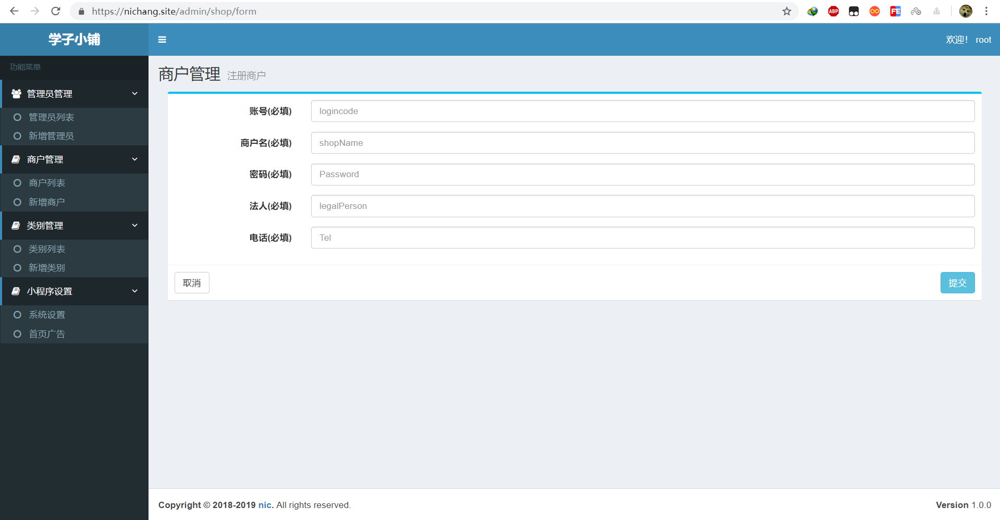 https://nichang.site/admin/shop/form
ABP
FE
学子小铺
欢迎! root
功能菜单
管理员管理
管理员列表
新增管理员
商户管理
商户列表
新增商户
类别管理
类别列表
新增类别
小程序设置
系统设置
首页广告
商户管理 注册商户
账号(必填) logincode
商户名(必填) shopName
密码(必填) Password
法人(必填) legalPerson
电话(必填) Tel
取消 提交
Copyright © 2018-2019 nic. All rights reserved. Version 1.0.0